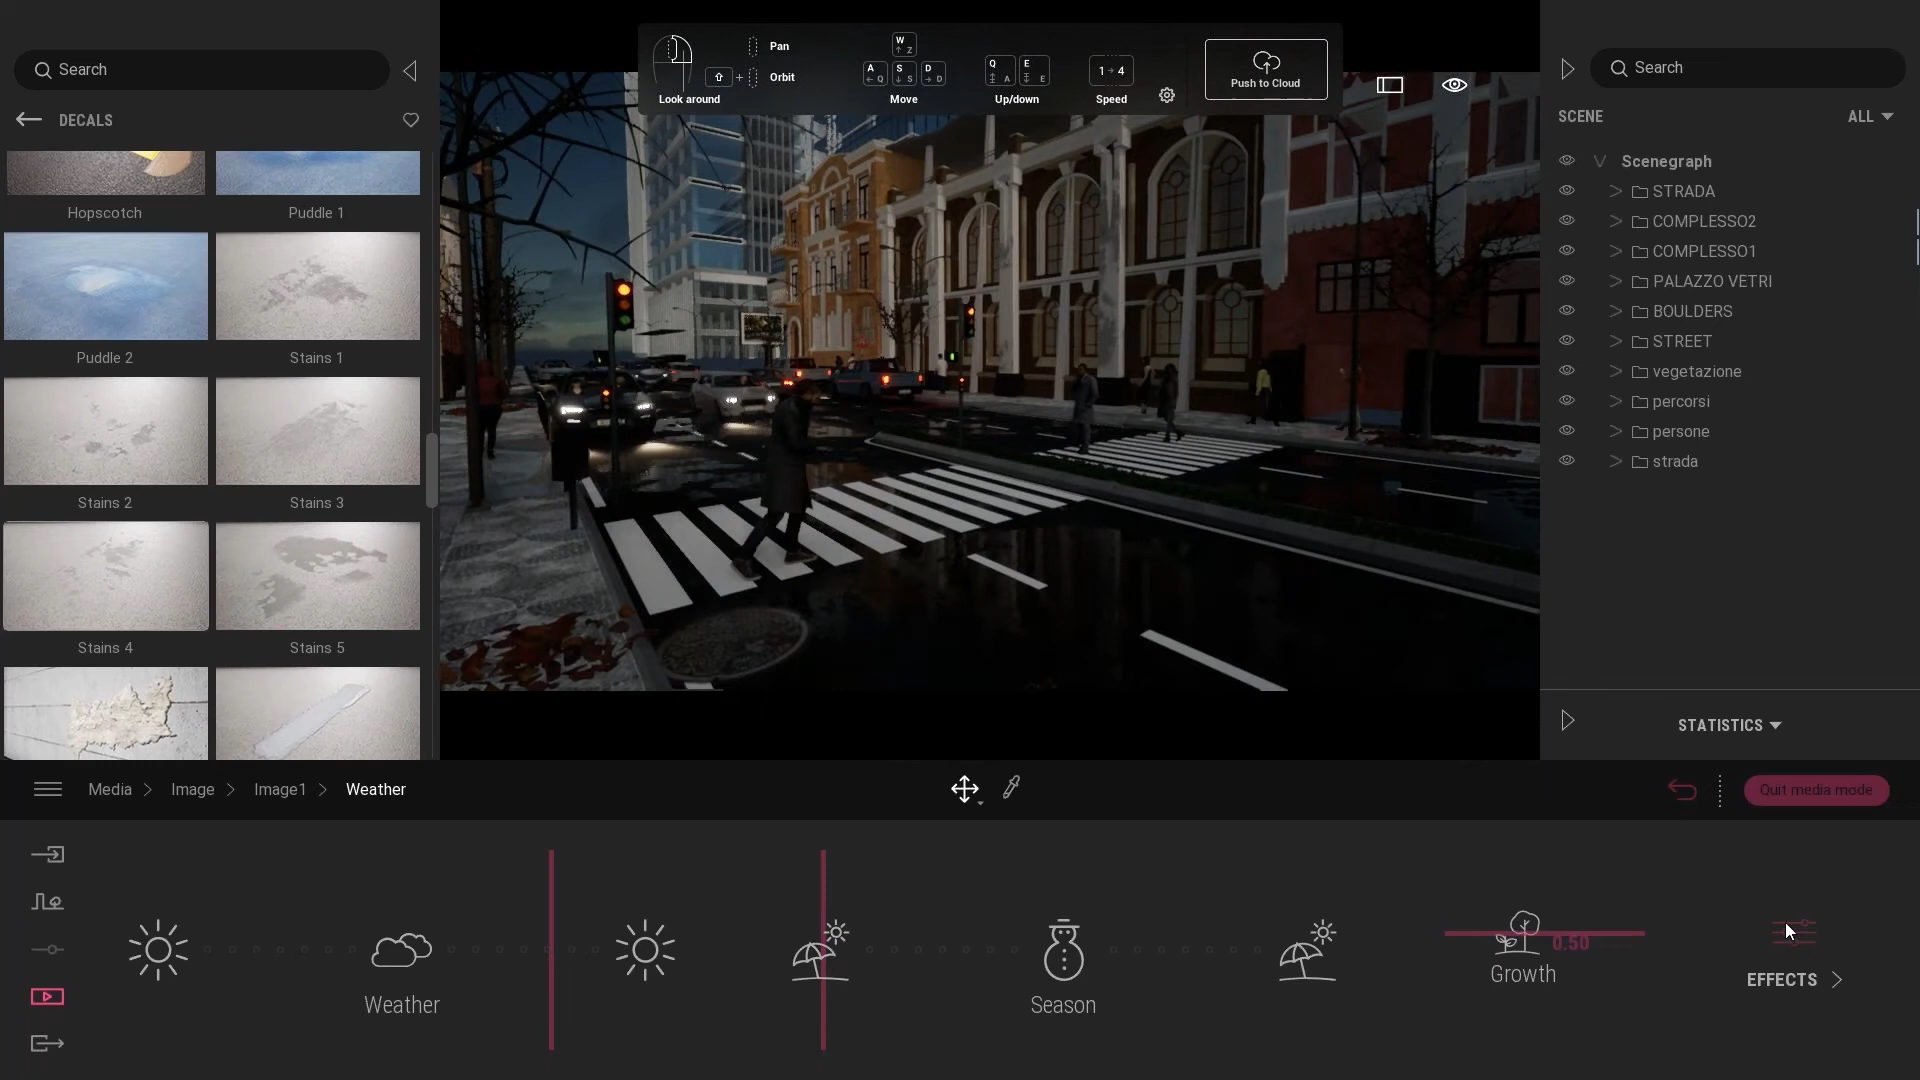 Search
DECALS
Hopscotch
Puddle 1
Puddle 2
Stains 1
Stains 2
Stains 3
Stains 4
Stains 5
Pan
Orbit
Look around
W
Z
A
Q
S
S
D
D
Move
Q
A
E
E
Up/down
1 4
Speed
Push to Cloud
Search
SCENE
ALL
Scenegraph
STRADA
COMPLESSO2
COMPLESSO1
PALAZZO VETRI
BOULDERS
STREET
vegetazione
percorsi
persone
strada
STATISTICS
Media
Image
Image1
Weather
Quit media mode
Weather
Season
0.50
Growth
EFFECTS